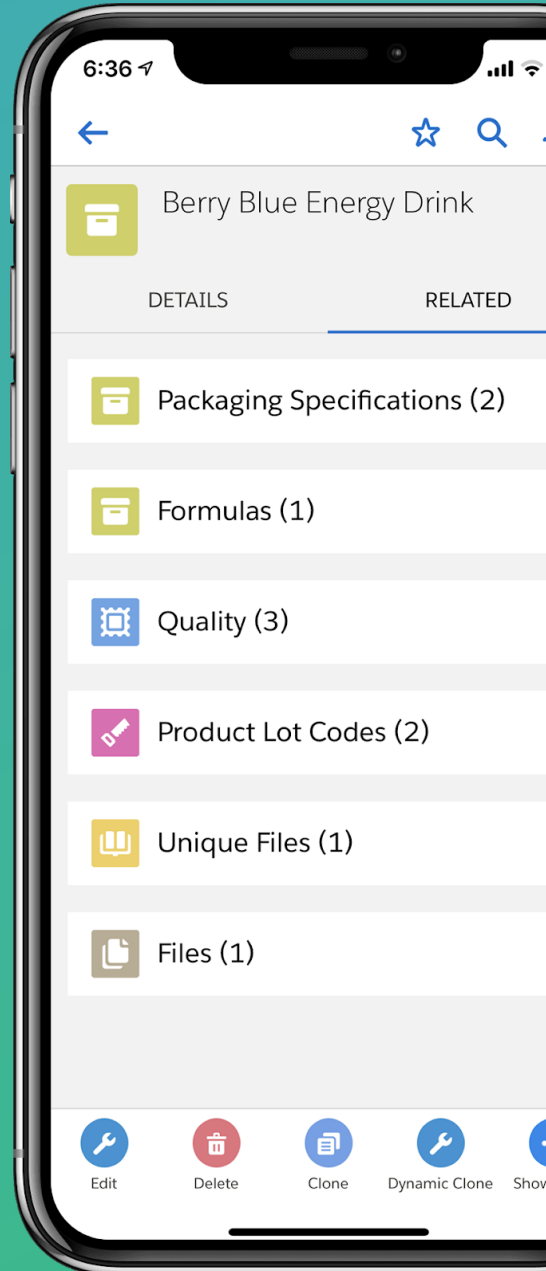 6:36
Berry Blue Energy Drink
DETAILS RELATED
Packaging Specifications (2)
Formulas (1)
Quality (3)
Product Lot Codes (2)
Unique Files (1)
Files (1)
Edit Delete Clone Dynamic Clone Show